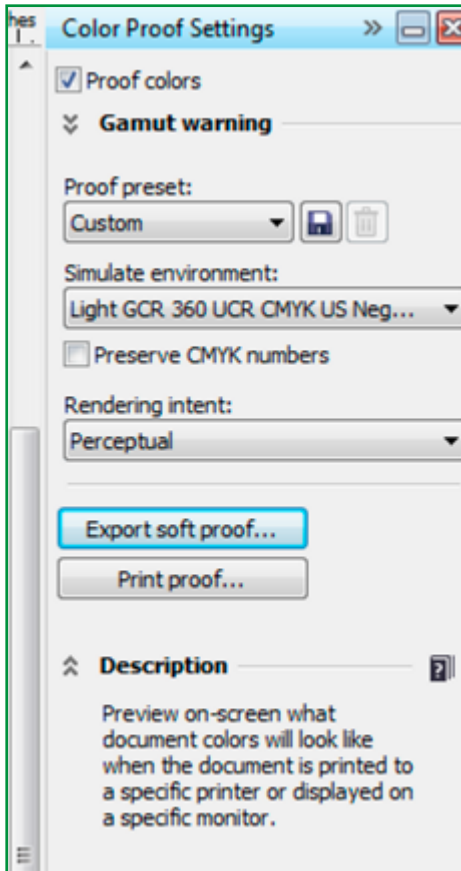 hes
Color Proof Settings
Proof colors
Gamut warning
Proof preset:
Custom
Simulate environment:
Light GCR 360 UCR CMYK US Neg...
Preserve CMYK numbers
Rendering intent:
Perceptual
Export soft proof...
Print proof...
Description
Preview on-screen what
document colors will look like
when the document is printed to
a specific printer or displayed on
a specific monitor.